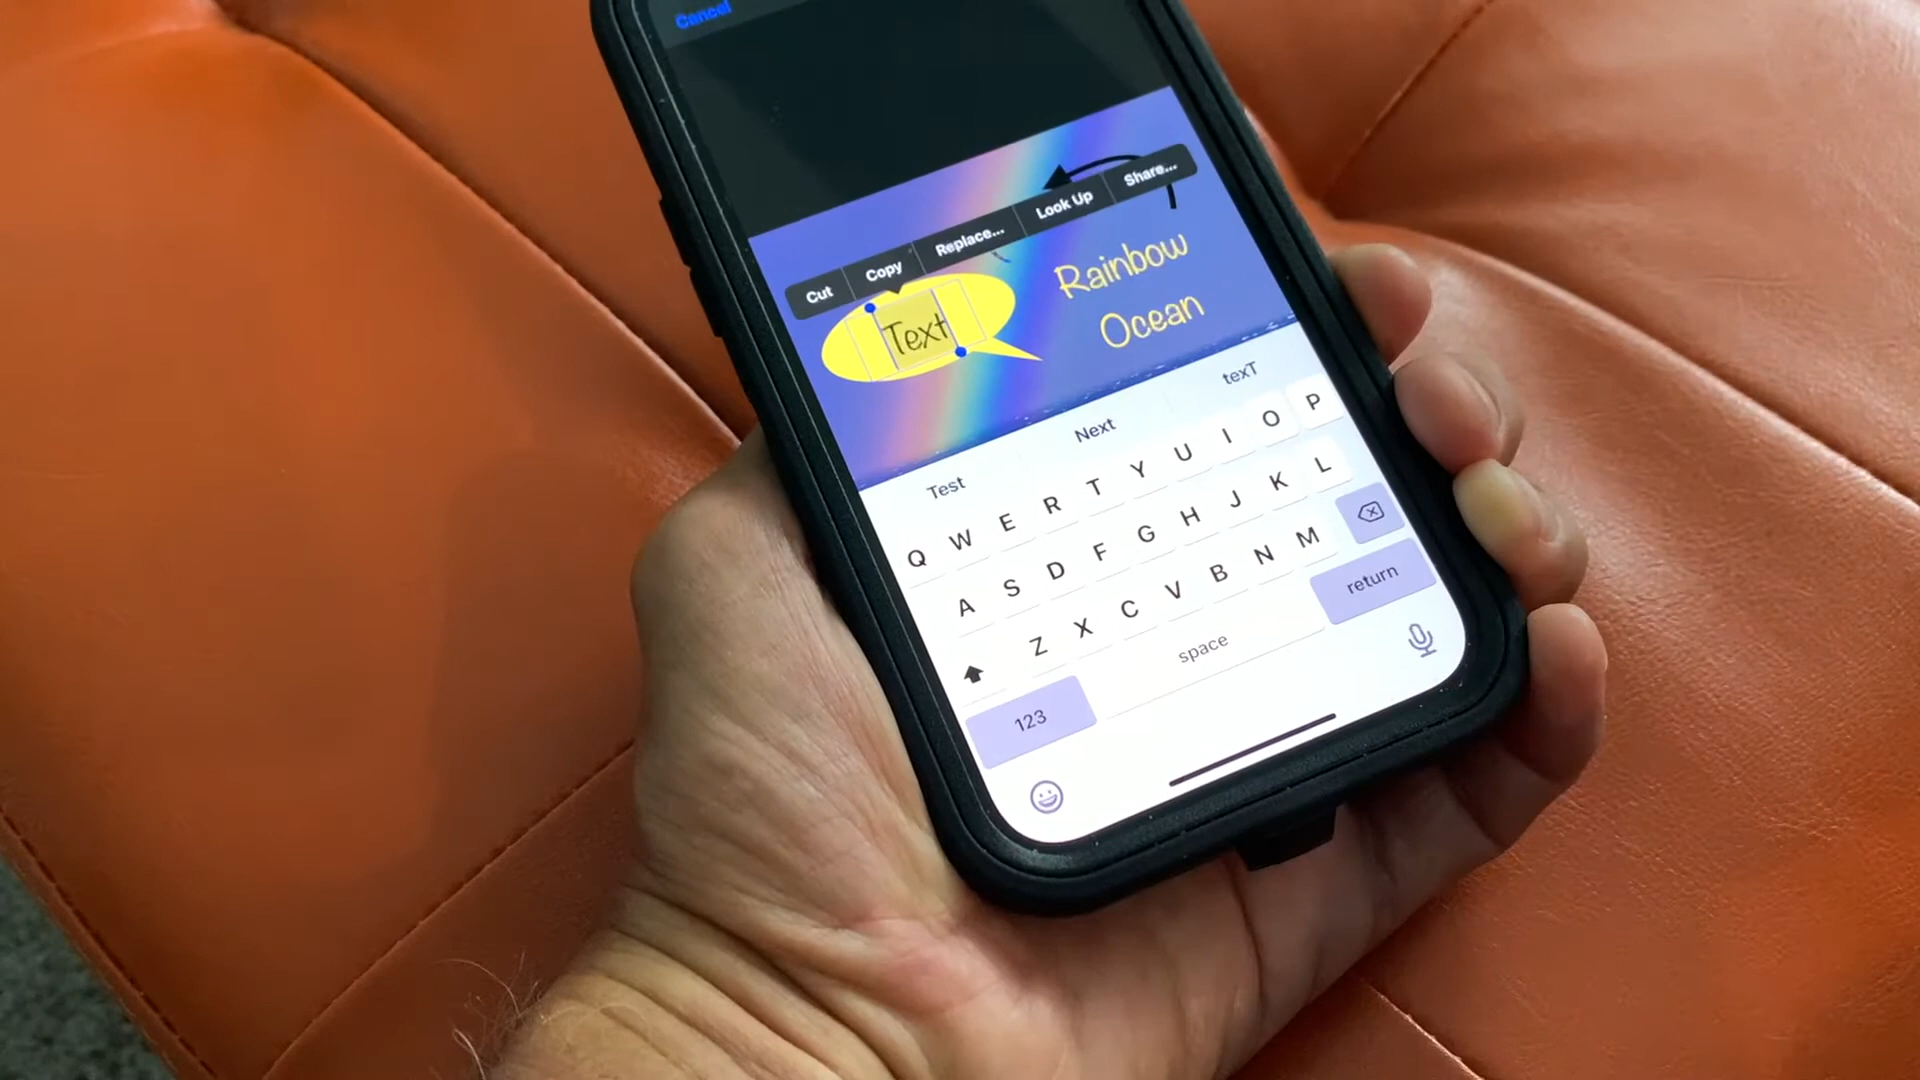 Cancel
Cut Copy Replace... Look Up Share...
Text
Rainbow
Ocean
Test Next texT
Q W E R T Y U I O P
A S D F G H J K L
Z X C V B N M
123 space return